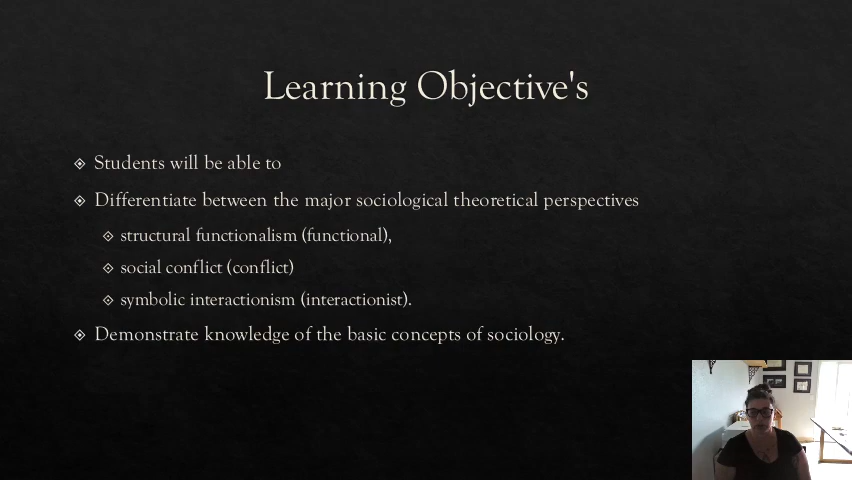 Learning Objective's
Students will be able to
Differentiate between the major sociological theoretical perspectives
structural functionalism (functional),
social conflict (conflict)
symbolic interactionism (interactionist).
Demonstrate knowledge of the basic concepts of sociology.